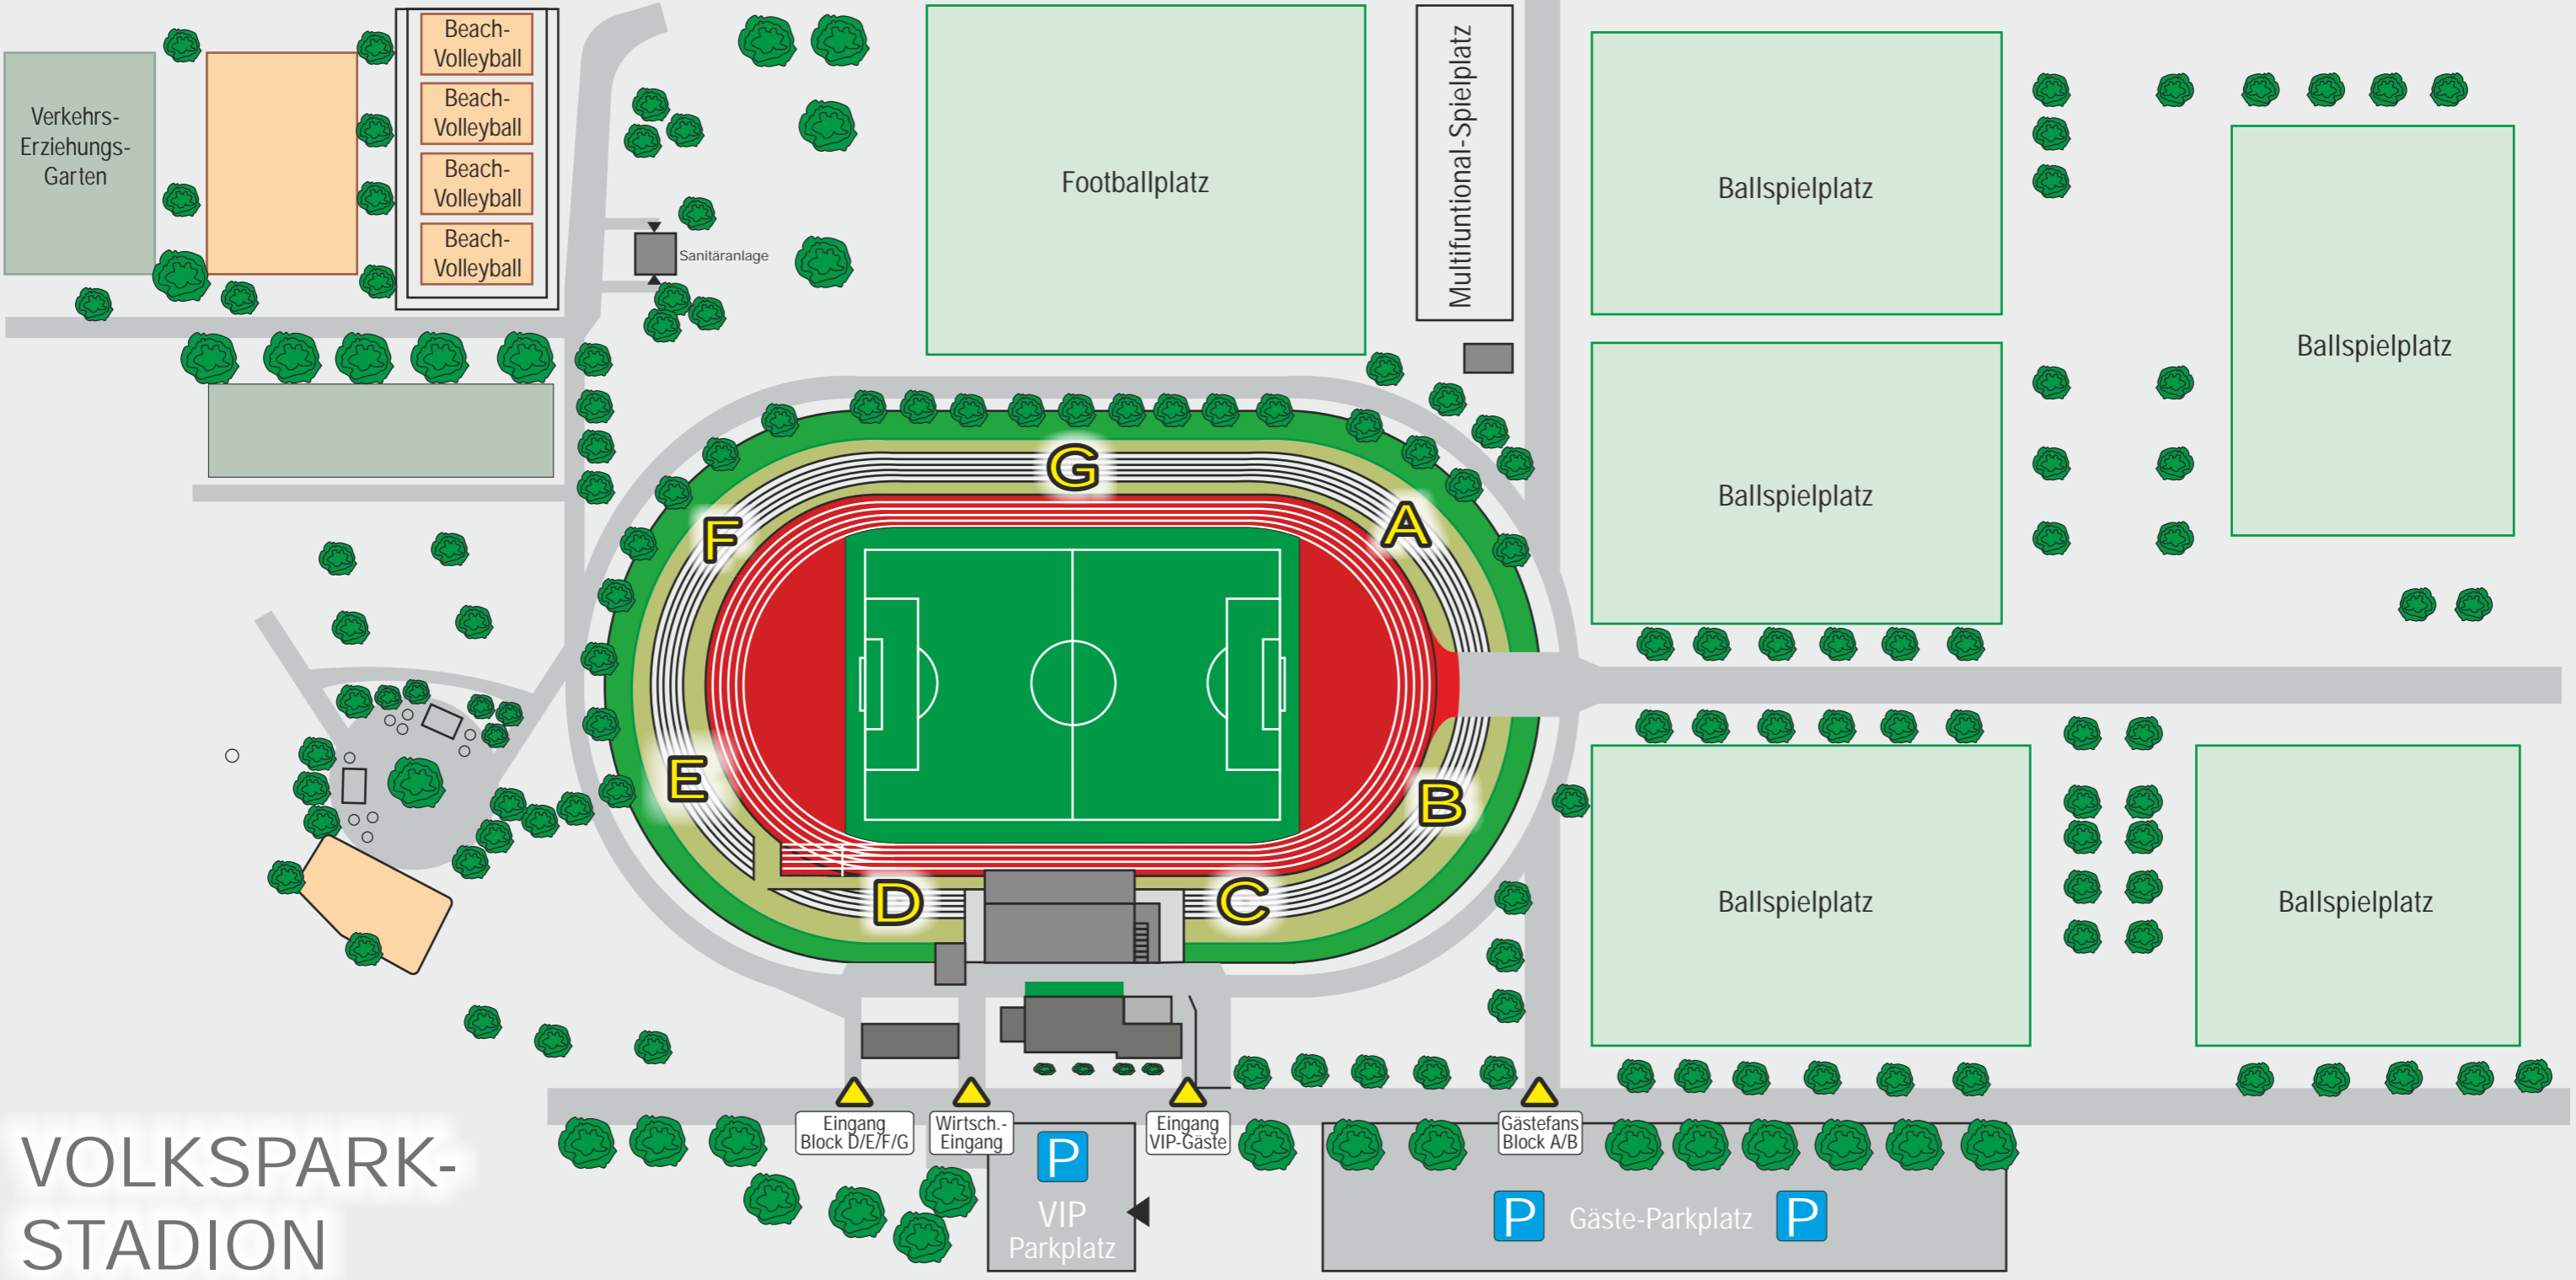 Verkehrs-
Erziehungs-
Garten
Beach-
Volleyball
Beach-
Volleyball
Beach-
Volleyball
Beach-
Volleyball
Sanitäranlage
Footballplatz
Multifuntional-Spielplatz
Ballspielplatz
Ballspielplatz
Ballspielplatz
G
F
A
E
B
D
C
Ballspielplatz
Ballspielplatz
Eingang
Block D/E/F/G
Wirtsch.-
Eingang
Eingang
VIP-Gäste
Gästefans
Block A/B
P
VIP
Parkplatz
P Gäste-Parkplatz P
VOLKSPARK-
STADION